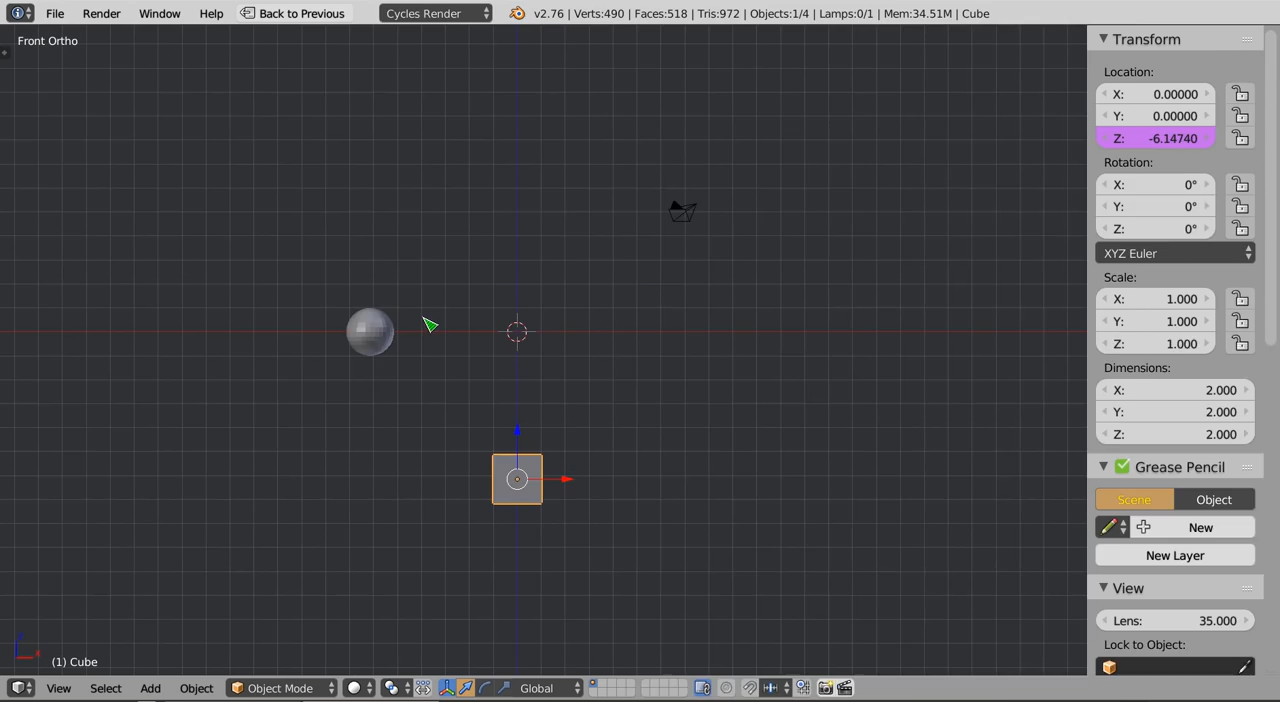 File Render Window Help Back to Previous Cycles Render v2.76 | Verts:490 | Faces:518 | Tris:972 | Objects:1/4 | Lamps:0/1 | Mem:34.51M | Cube
Front Ortho
Transform
Location:
X: 0.00000
Y: 0.00000
Z: -6.14740
Rotation:
X: 0°
Y: 0°
Z: 0°
XYZ Euler
Scale:
X: 1.000
Y: 1.000
Z: 1.000
Dimensions:
X: 2.000
Y: 2.000
Z: 2.000
Grease Pencil
Scene Object
New
New Layer
View
Lens: 35.000
Lock to Object:
(1) Cube
View Select Add Object Object Mode Global